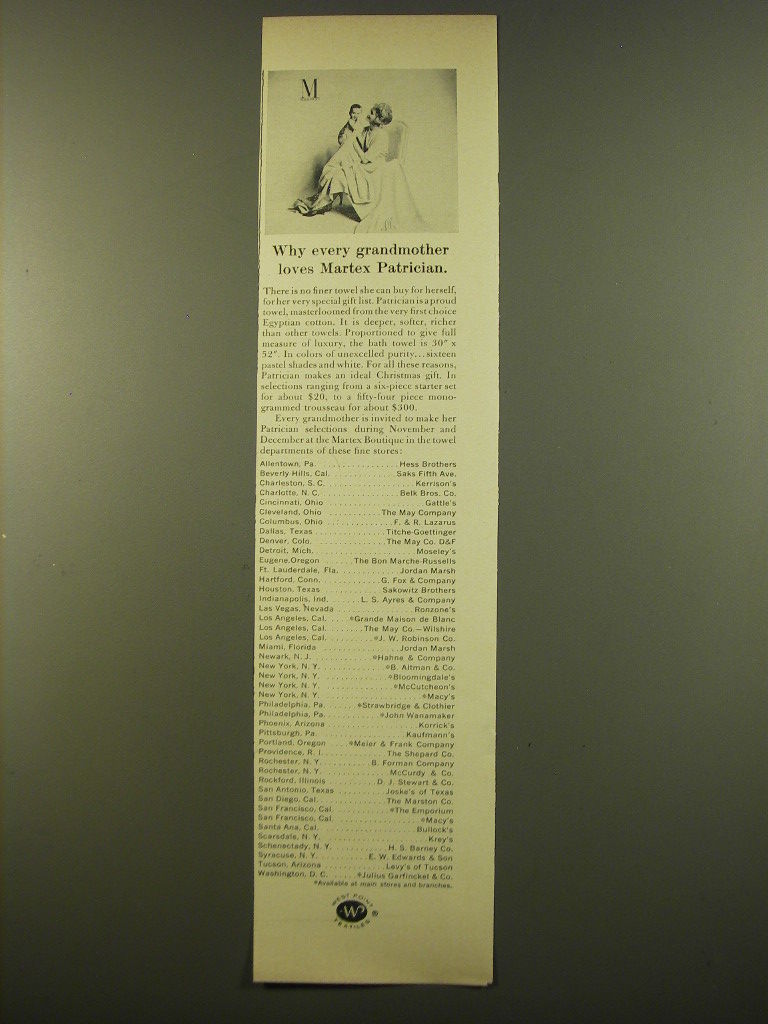 M
Why every grandmother
loves Martex Patrician.
There is no finer towel she can buy for herself,
for her very special gift list. Patrician is a proud
towel, masterloomed from the very first choice
Egyptian cotton. It is deeper, softer, richer
than other towels. Proportioned to give full
measure of luxury, the bath towel is 30" x
52". In colors of unexcelled purity...sixteen
pastel shades and white. For all these reasons,
Patrician makes an ideal Christmas gift. In
selections ranging from a six-piece starter set
for about $20, to a fifty-four piece mono-
grammed trousseau for about $300.
Every grandmother is invited to make her
Patrician selections during November and
December at the Martex Boutique in the towel
departments of these fine stores:
Allentown, Pa. ................Hess Brothers
Beverly Hills, Cal. .............Saks Fifth Ave.
Charleston, S. C. ..................Kerrison's
Charlotte, N. C. ................Belk Bros. Co.
Cincinnati, Ohio .....................Gattle's
Cleveland, Ohio ............The May Company
Columbus, Ohio ..............F. & R. Lazarus
Dallas, Texas ..............Titche-Goettinger
Denver, Colo. .............The May Co. D&F
Detroit, Mich. ......................Moseley's
Eugene, Oregon .....The Bon Marche-Russells
Ft. Lauderdale, Fla. .............Jordan Marsh
Hartford, Conn. ............G. Fox & Company
Houston, Texas ............Sakowitz Brothers
Indianapolis, Ind. .......L. S. Ayres & Company
Las Vegas, Nevada .................Ronzone's
Los Angeles, Cal. .....*Grande Maison de Blanc
Los Angeles, Cal. .......The May Co.—Wilshire
Los Angeles, Cal. .........*J. W. Robinson Co.
Miami, Florida .................Jordan Marsh
Newark, N. J. ............*Hahne & Company
New York, N. Y. .............*B. Altman & Co.
New York, N. Y. .............*Bloomingdale's
New York, N. Y. ..............*McCutcheon's
New York, N. Y. ....................*Macy's
Philadelphia, Pa. .....*Strawbridge & Clothier
Philadelphia, Pa. ...........*John Wanamaker
Phoenix, Arizona ...................Korrick's
Pittsburgh, Pa. ..................Kaufmann's
Portland, Oregon ....*Meier & Frank Company
Providence, R. I. ............The Shepard Co.
Rochester, N. Y. .........B. Forman Company
Rochester, N. Y. .............McCurdy & Co.
Rockford, Illinois ..........D. J. Stewart & Co.
San Antonio, Texas ..........Joske's of Texas
San Diego, Cal. .............The Marston Co.
San Francisco, Cal. ............*The Emporium
San Francisco, Cal. .................*Macy's
Santa Ana, Cal. ....................Bullock's
Scarsdale, N. Y. .....................Krey's
Schenectady, N. Y. ...........H. S. Barney Co.
Syracuse, N. Y. ..........E. W. Edwards & Son
Tucson, Arizona .............Levy's of Tucson
Washington, D. C. ......*Julius Garfinckel & Co.
*Available at main stores and branches.
WEST POINT
W ®
TEXTILES